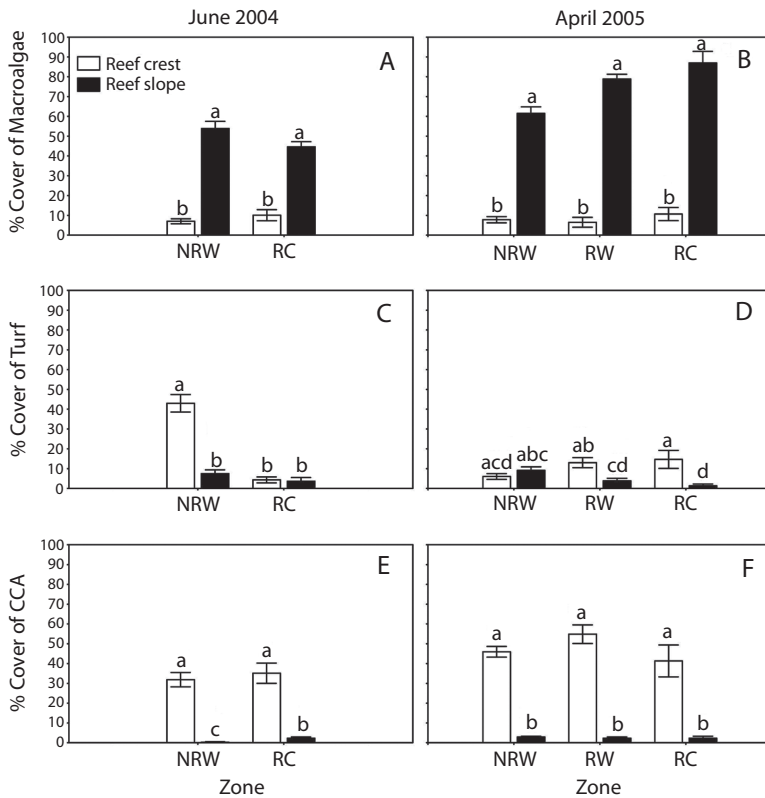 June 2004 April 2005
% Cover of Macroalgae
100 90 80 70 60 50 40 30 20 10 0
Reef crest
Reef slope
A
b a b a
NRW RC
B
b a b a b a
NRW RW RC
% Cover of Turf
100 90 80 70 60 50 40 30 20 10 0
C
a b b b
NRW RC
D
acd abc ab cd a d
NRW RW RC
% Cover of CCA
100 90 80 70 60 50 40 30 20 10 0
E
a c a b
NRW RC
F
a b a b a b
NRW RW RC
Zone Zone